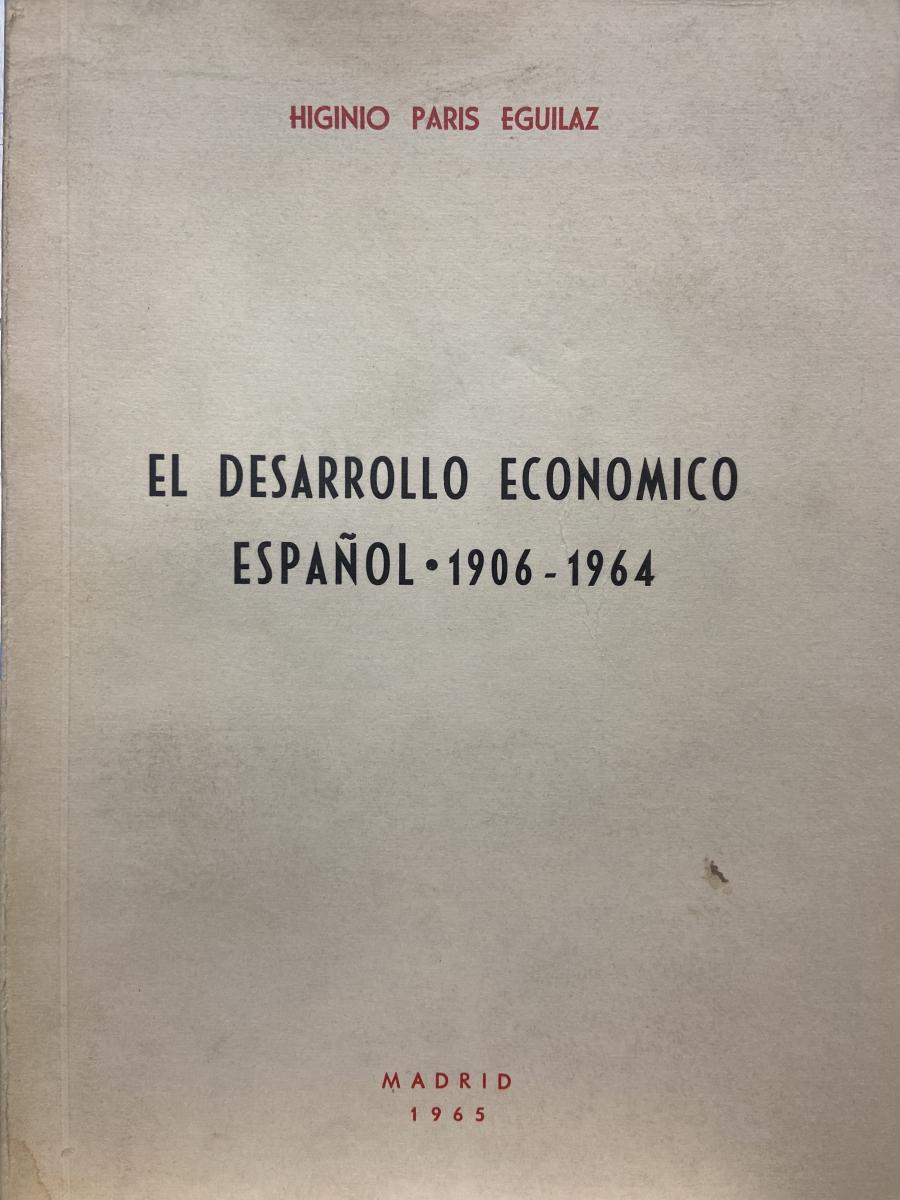 HIGINIO PARIS EGUILAZ
EL DESARROLLO ECONOMICO
ESPAÑOL • 1906 - 1964
MADRID
1965